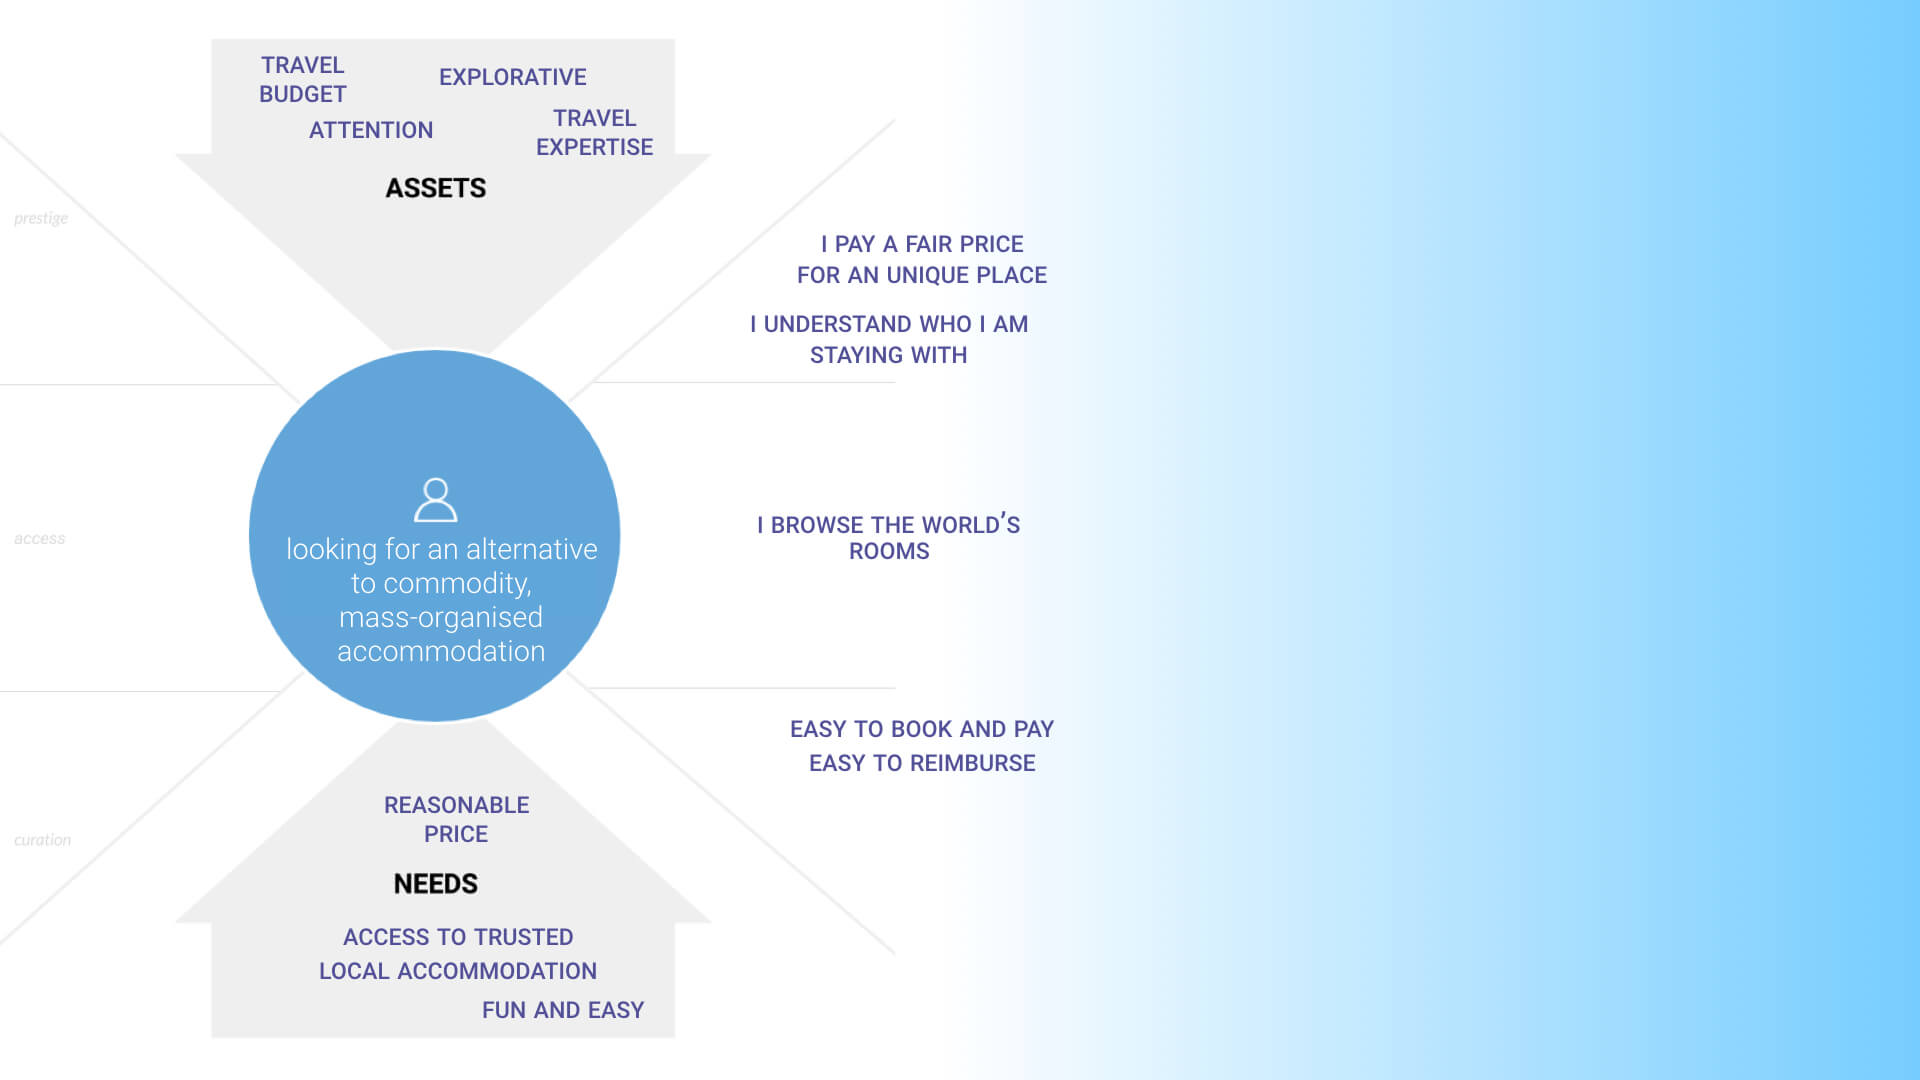 TRAVEL
BUDGET
EXPLORATIVE
ATTENTION
TRAVEL
EXPERTISE
ASSETS
prestige
I PAY A FAIR PRICE
FOR AN UNIQUE PLACE
I UNDERSTAND WHO I AM
STAYING WITH
access
looking for an alternative
to commodity,
mass-organised
accommodation
I BROWSE THE WORLD’S
ROOMS
EASY TO BOOK AND PAY
EASY TO REIMBURSE
curation
REASONABLE
PRICE
NEEDS
ACCESS TO TRUSTED
LOCAL ACCOMMODATION
FUN AND EASY